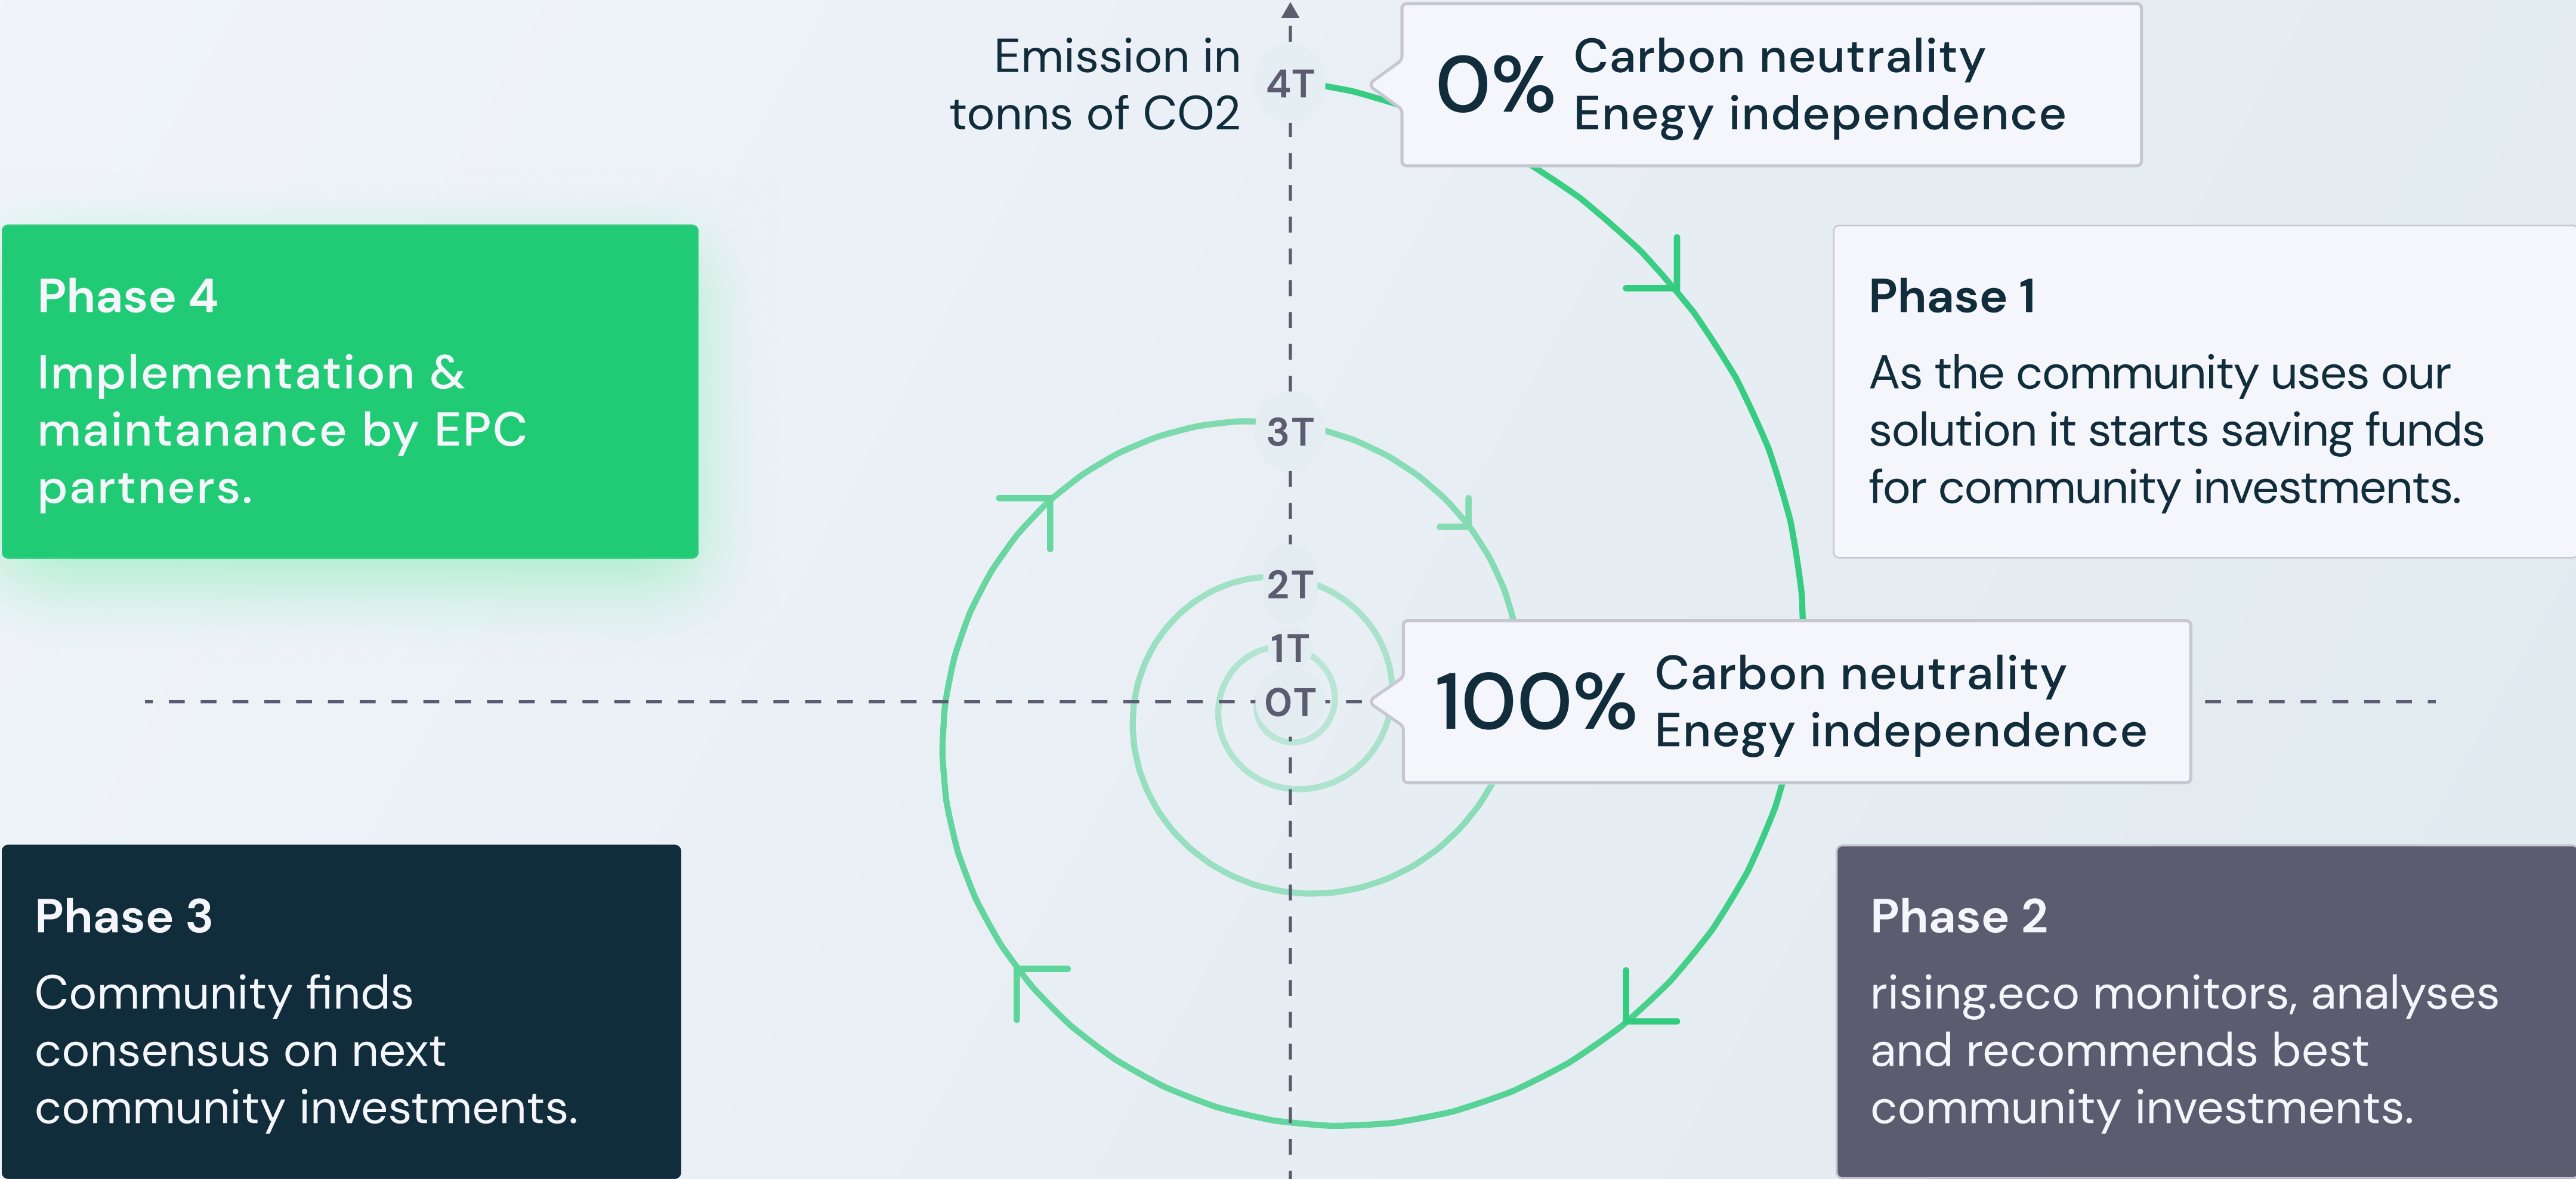 Emission in
tonns of CO2
4T
0%
Carbon neutrality
Enegy independence
Phase 4
Implementation &
maintanance by EPC
partners.
Phase 1
As the community uses our
solution it starts saving funds
for community investments.
3T
2T
1T
0T
100%
Carbon neutrality
Enegy independence
Phase 3
Community finds
consensus on next
community investments.
Phase 2
rising.eco monitors, analyses
and recommends best
community investments.